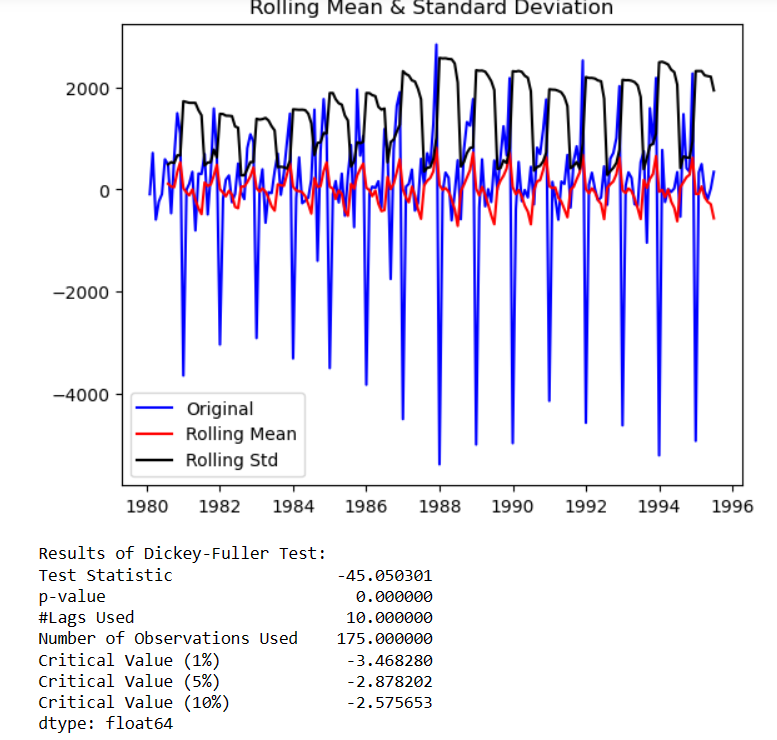 Rolling Mean & Standard Deviation
2000
0
−2000
−4000
Original
Rolling Mean
Rolling Std
1980 1982 1984 1986 1988 1990 1992 1994 1996
Results of Dickey-Fuller Test:
Test Statistic -45.050301
p-value 0.000000
#Lags Used 10.000000
Number of Observations Used 175.000000
Critical Value (1%) -3.468280
Critical Value (5%) -2.878202
Critical Value (10%) -2.575653
dtype: float64